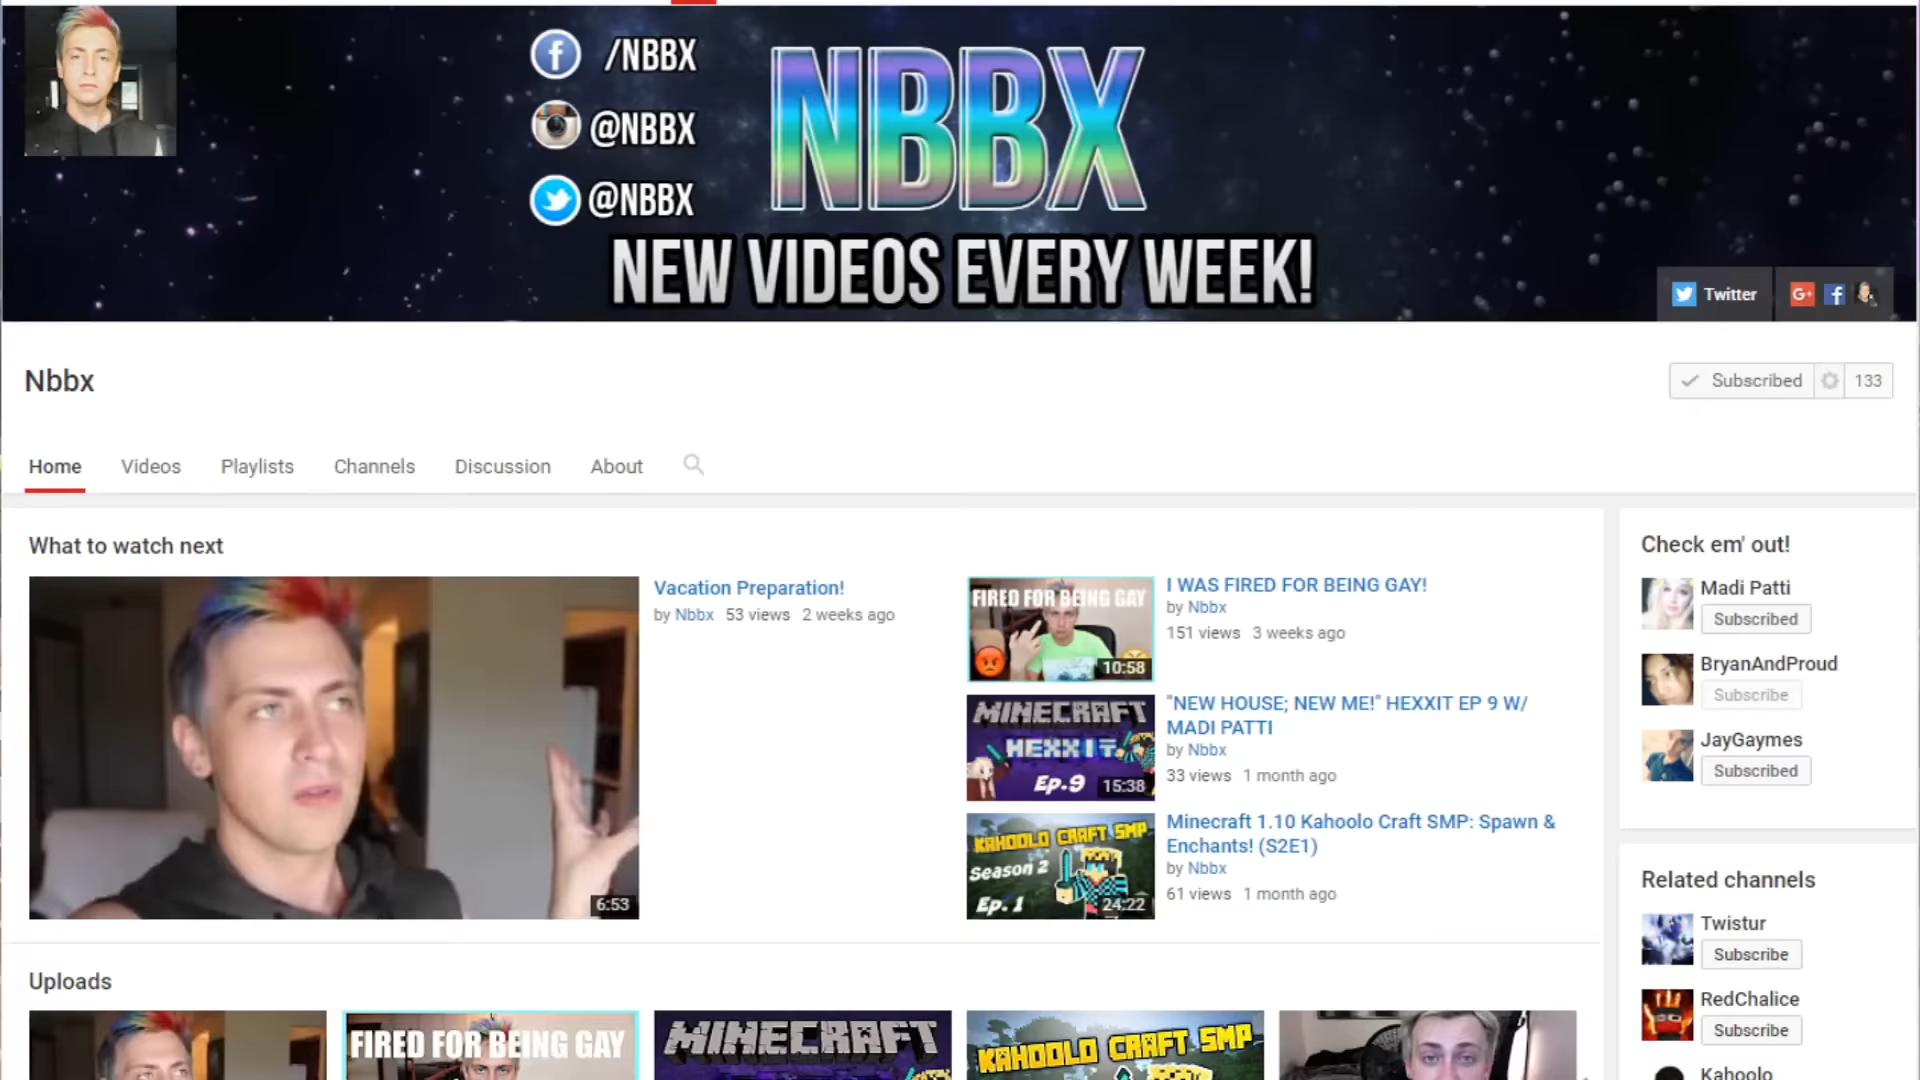 /NBBX
@NBBX
@NBBX
NBBX
NEW VIDEOS EVERY WEEK!
Twitter
Nbbx
Subscribed 133
Home Videos Playlists Channels Discussion About
What to watch next
6:53
Vacation Preparation!
by Nbbx 53 views 2 weeks ago
FIRED FOR BEING GAY
10:58
I WAS FIRED FOR BEING GAY!
by Nbbx
151 views 3 weeks ago
MINECRAFT
HEXXIT
Ep.9 15:38
"NEW HOUSE; NEW ME!" HEXXIT EP 9 W/
MADI PATTI
by Nbbx
33 views 1 month ago
KAHOOLO CRAFT SMP
Season 2
Ep. 1 24:22
Minecraft 1.10 Kahoolo Craft SMP: Spawn &
Enchants! (S2E1)
by Nbbx
61 views 1 month ago
Uploads
FIRED FOR BEING GAY
MINECRAFT
KAHOOLO CRAFT SMP
Check em' out!
Madi Patti
Subscribed
BryanAndProud
Subscribe
JayGaymes
Subscribed
Related channels
Twistur
Subscribe
RedChalice
Subscribe
Kahoolo